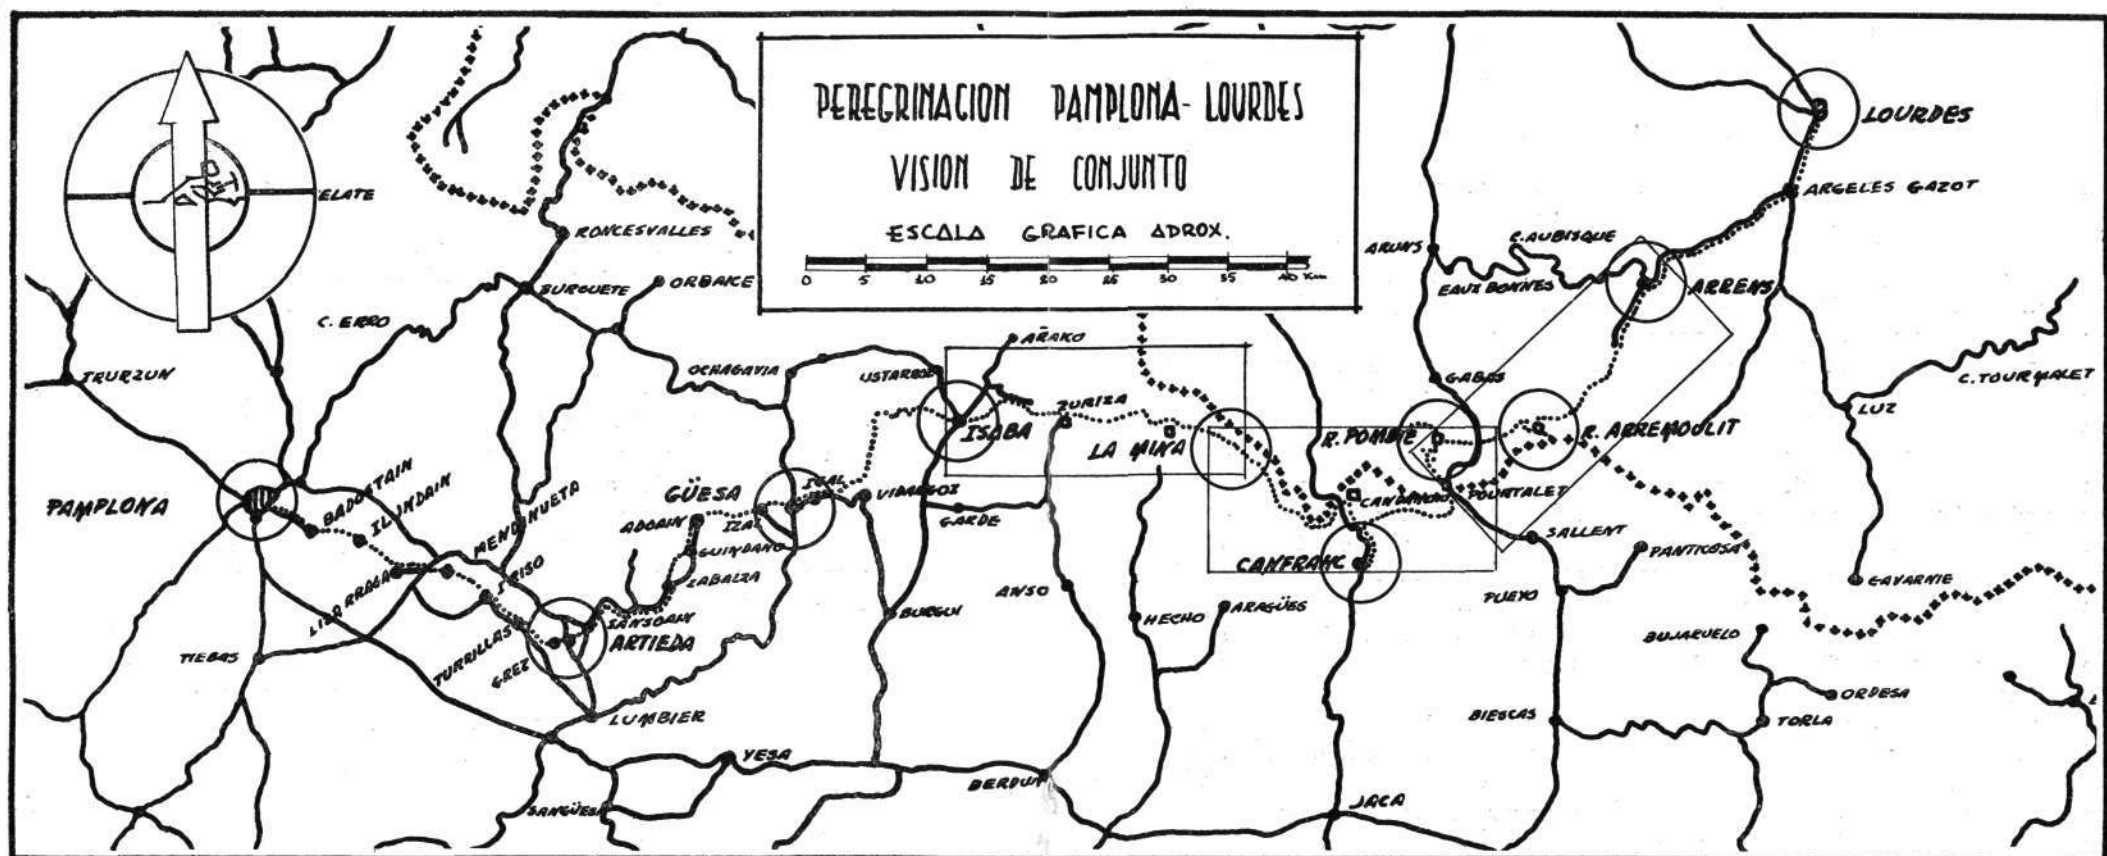 PEREGRINACION PAMPLONA-LOURDES
VISION DE CONJUNTO
ESCALA GRAFICA ADROX.
0 5 10 15 20 25 30 35 40 Km
ELATE
RONCESVALLES
BURGUETE
ORBAICE
C. ERRO
IRURZUN
OCHAGAVIA
USTARROZ
AÑAKO
ISABA
ZURIZA
LA MINA
PAMPLONA
BADOSTAIN
ILUNDAIN
MENDINUETA
LIZARRAGA
IRISO
TURRILLAS
GREZ
SANSOAIN
ARTIEDA
ZABALZA
GUINDANO
ADOAIN
IZAL
GÜESA
IGAL
VIDANGOZ
GARDE
BURGUI
TIEBAS
LUMBIER
YESA
SANGÜESA
BERDUN
ANSO
HECHO
ARAGÜES
JACA
CANFRANC
CANDANCHU
R. POMBIE
POURTALET
GABAS
ARUNS
EAUX BONNES
C. AUBISQUE
ARRENS
ARGELES GAZOT
LOURDES
R. ARREMOULIT
SALLENT
PANTICOSA
PUEYO
BIESCAS
BUJARUELO
ORDESA
TORLA
GAVARNIE
LUZ
C. TOURMALET